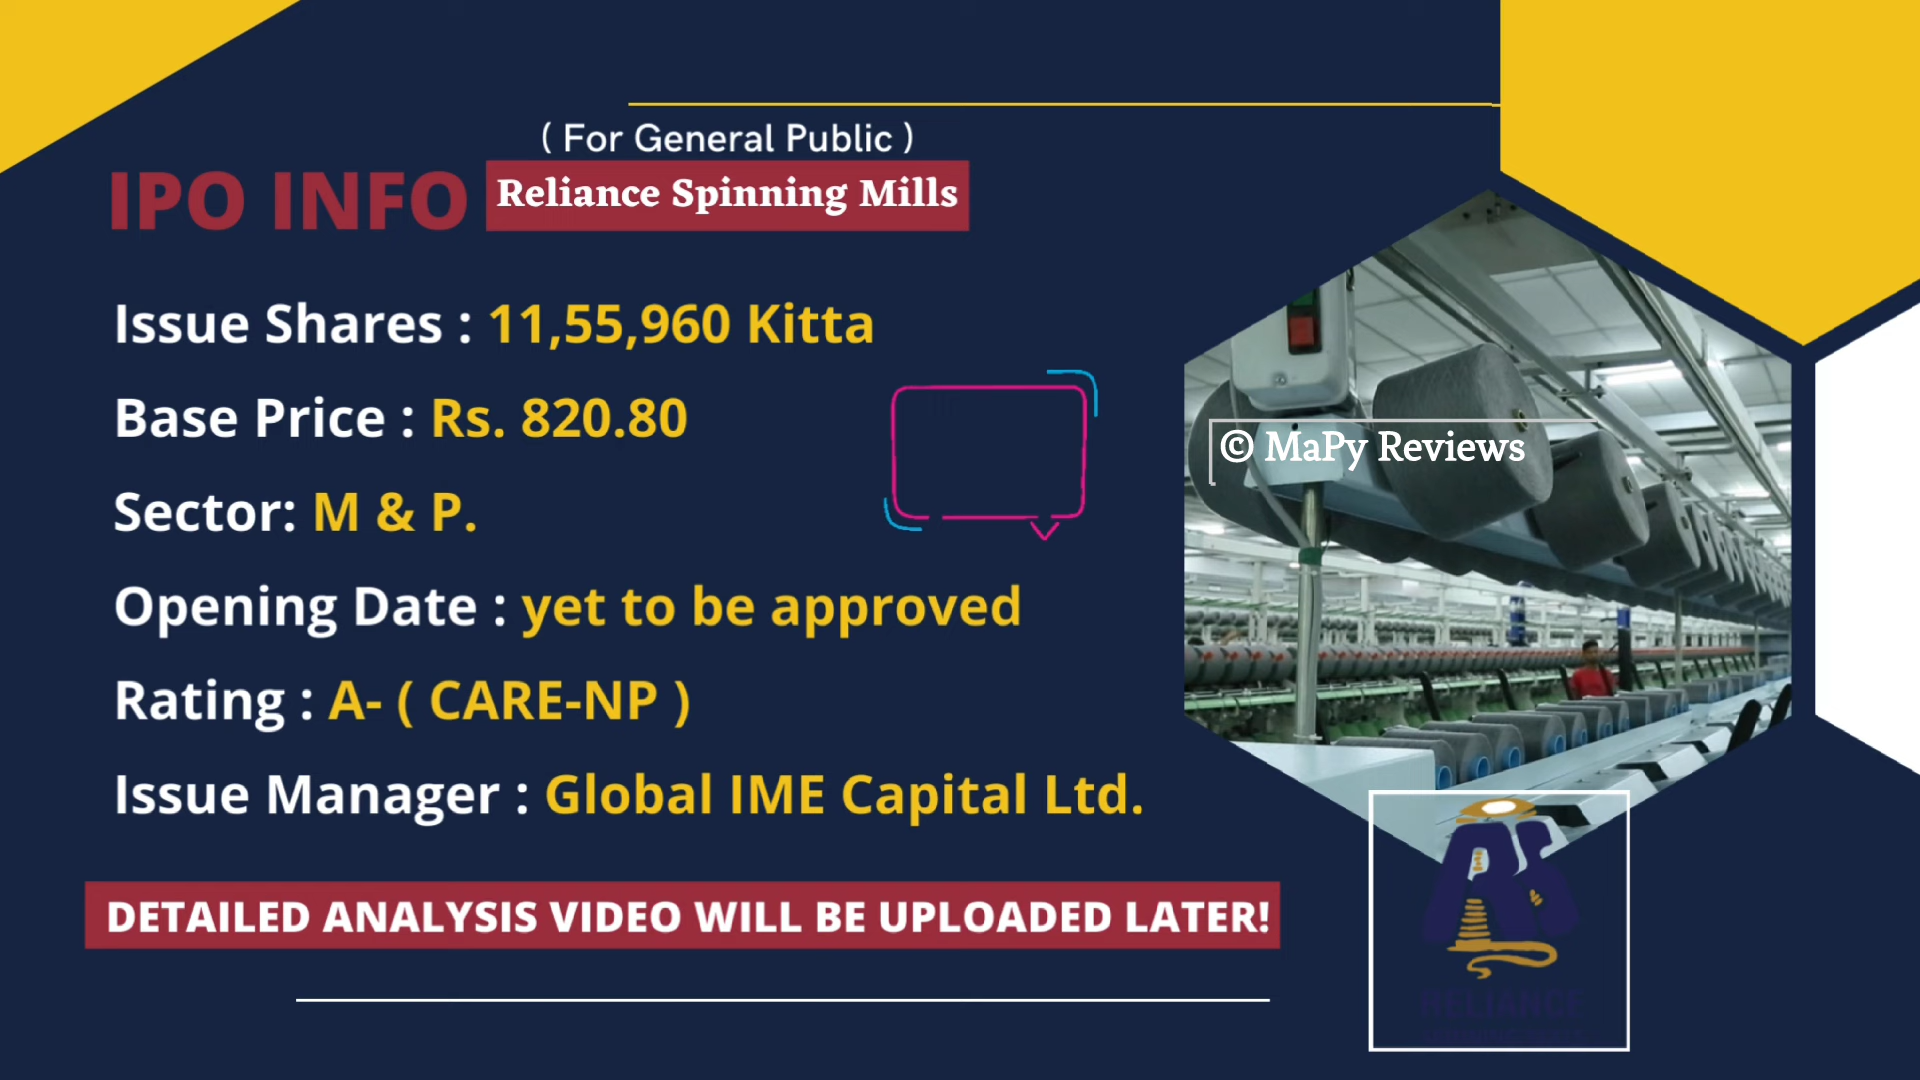 ( For General Public )
IPO INFO Reliance Spinning Mills
Issue Shares : 11,55,960 Kitta
Base Price : Rs. 820.80
© MaPy Reviews
Sector: M & P.
Opening Date : yet to be approved
Rating : A- ( CARE-NP )
Issue Manager : Global IME Capital Ltd.
DETAILED ANALYSIS VIDEO WILL BE UPLOADED LATER!
RELIANCE